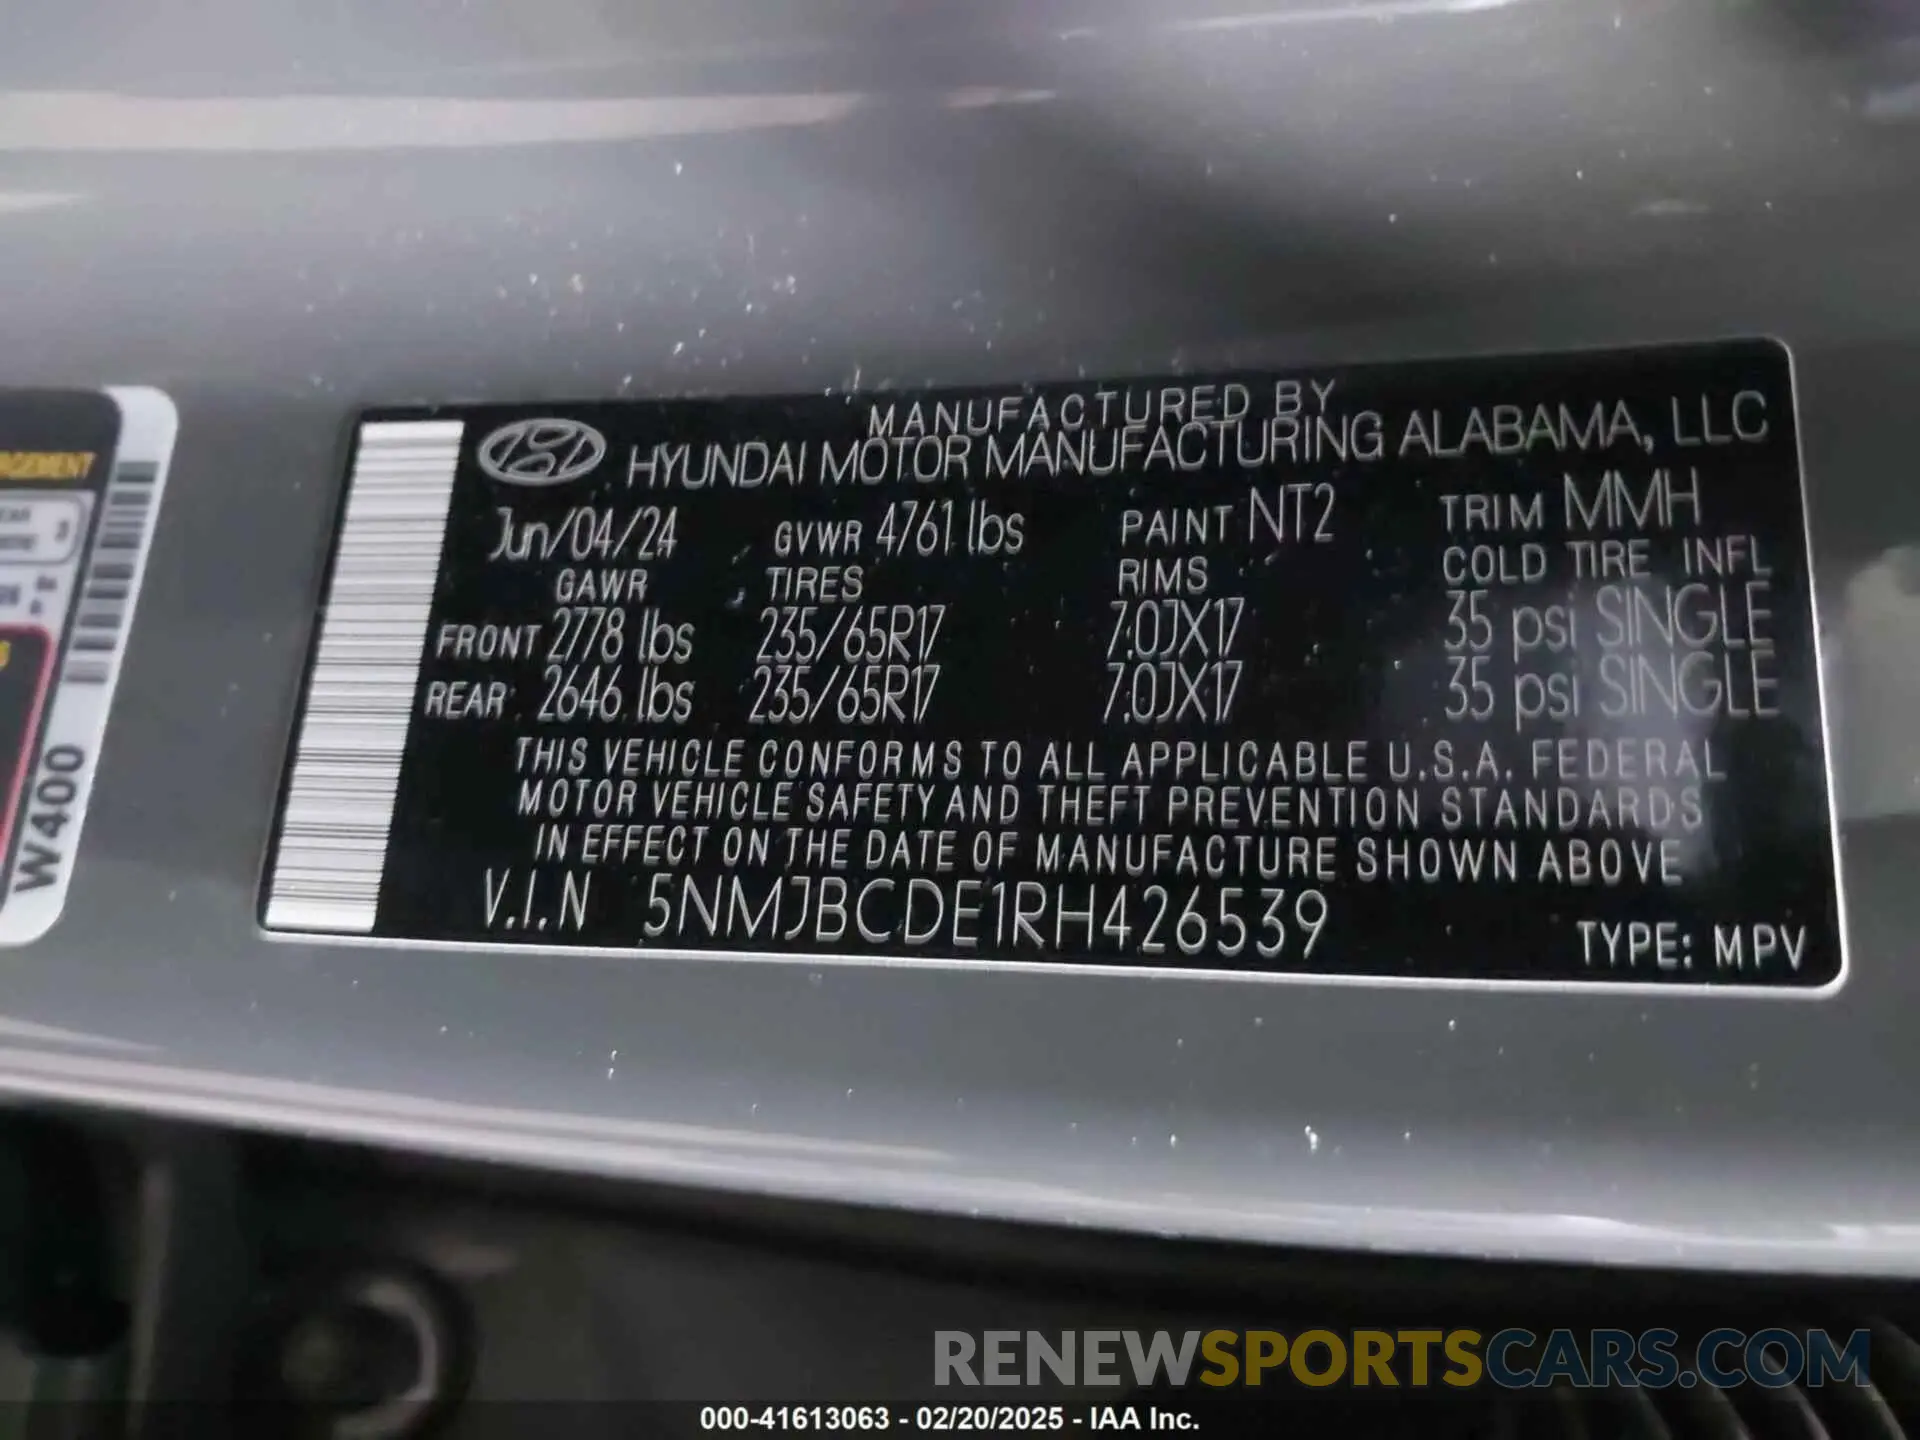 MANUFACTURED BY
HYUNDAI MOTOR MANUFACTURING ALABAMA, LLC
Jun/04/24 GVWR 4761 lbs PAINT NT2 TRIM MMH
GAWR TIRES RIMS COLD TIRE INFL
FRONT 2778 lbs 235/65R17 7.0JX17 35 psi SINGLE
REAR 2646 lbs 235/65R17 7.0JX17 35 psi SINGLE
THIS VEHICLE CONFORMS TO ALL APPLICABLE U.S.A. FEDERAL
MOTOR VEHICLE SAFETY AND THEFT PREVENTION STANDARDS
IN EFFECT ON THE DATE OF MANUFACTURE SHOWN ABOVE
V.I.N 5NMJBCDE1RH426539 TYPE: MPV
W400
RENEWSPORTSCARS.COM
000-41613063 - 02/20/2025 - IAA Inc.